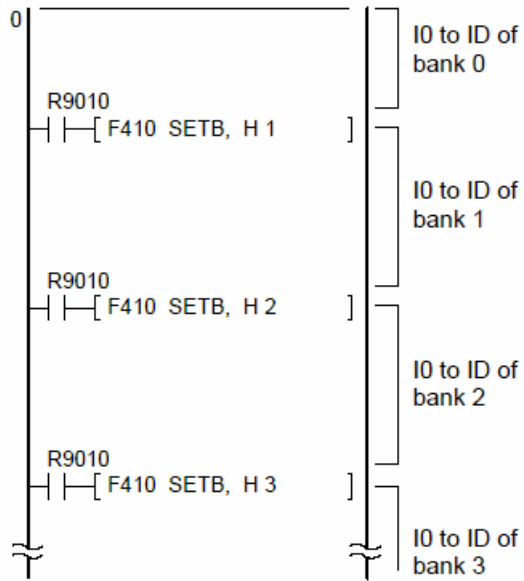 0
I0 to ID of
bank 0
R9010
F410 SETB, H 1
I0 to ID of
bank 1
R9010
F410 SETB, H 2
I0 to ID of
bank 2
R9010
F410 SETB, H 3
I0 to ID of
bank 3